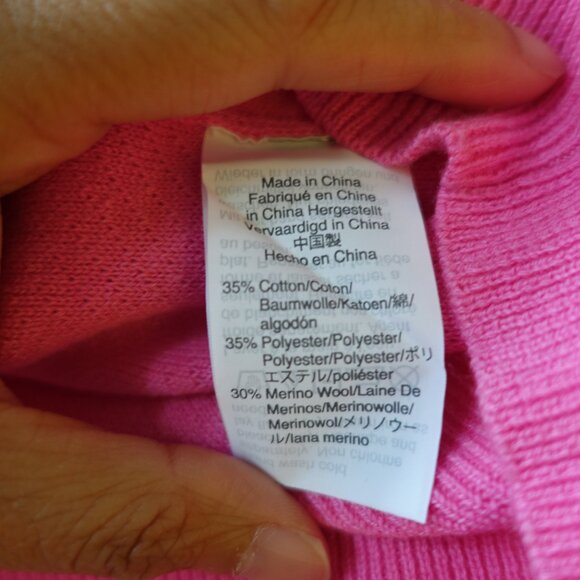 Made in China
Fabriqué en Chine
in China Hergestellt
Vervaardigd in China
中国製
Hecho en China
35% Cotton/Coton/
Baumwolle/Katoen/綿/
algodón
35% Polyester/Polyester/
Polyester/Polyester/ポリ
エステル/poliéster
30% Merino Wool/Laine De
Merinos/Merinowolle/
Merinowol/メリノウー
ル/lana merino